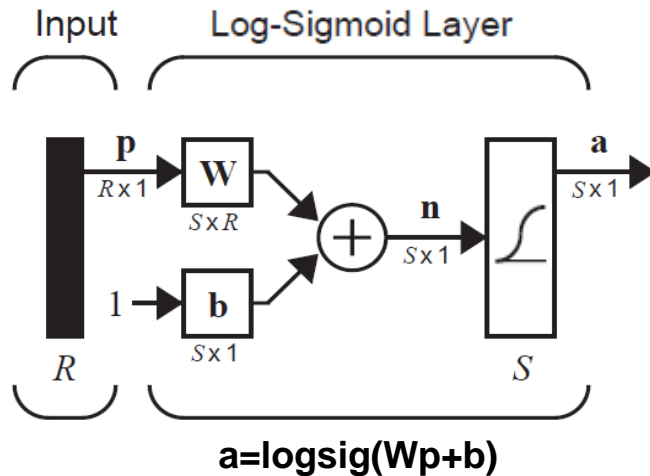 Input Log-Sigmoid Layer
p a
R x 1 W n S x 1
S x R + S x 1
1 b
S x 1
R S
a=logsig(Wp+b)